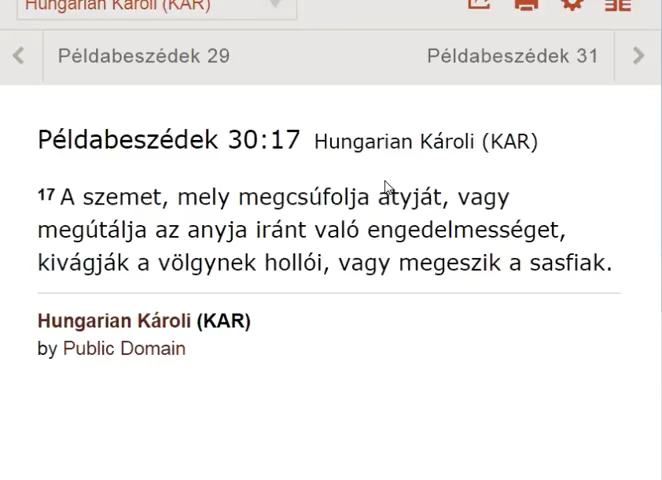 Hungarian Károli (KAR)
Példabeszédek 29
Példabeszédek 31
Példabeszédek 30:17 Hungarian Károli (KAR)
17 A szemet, mely megcsúfolja atyját, vagy
megútálja az anyja iránt való engedelmességet,
kivágják a völgynek hollói, vagy megeszik a sasfiak.
Hungarian Károli (KAR)
by Public Domain